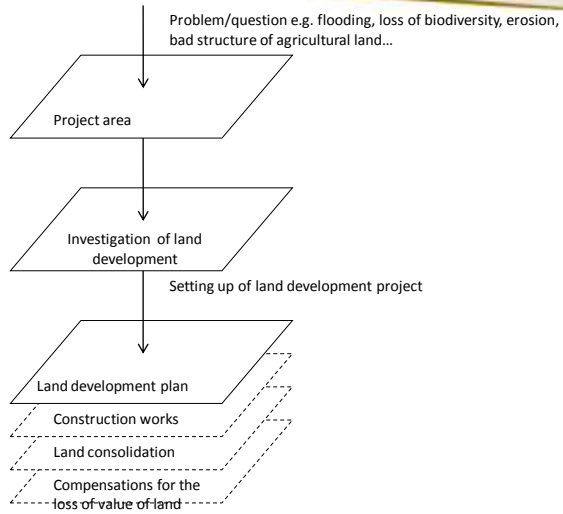 Problem/question e.g. flooding, loss of biodiversity, erosion,
bad structure of agricultural land...
Project area
Investigation of land
development
Setting up of land development project
Land development plan
Construction works
Land consolidation
Compensations for the
loss of value of land